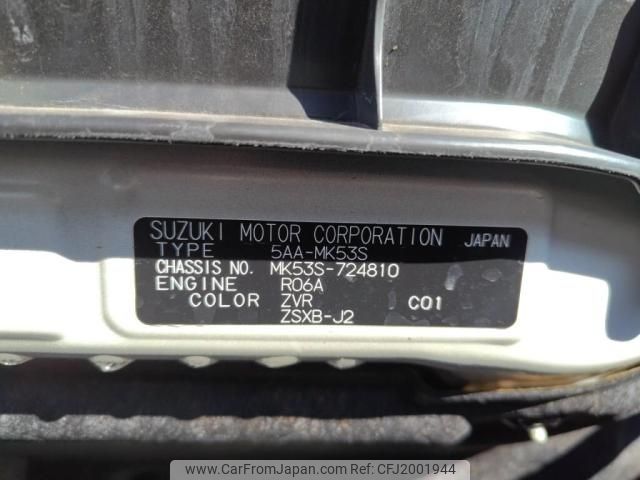 SUZUKI MOTOR CORPORATION JAPAN
TYPE 5AA-MK53S
CHASSIS NO. MK53S-724810
ENGINE R06A
COLOR ZVR C01
ZSXB-J2
www.CarFromJapan.com | Ref No: CFJ2001944